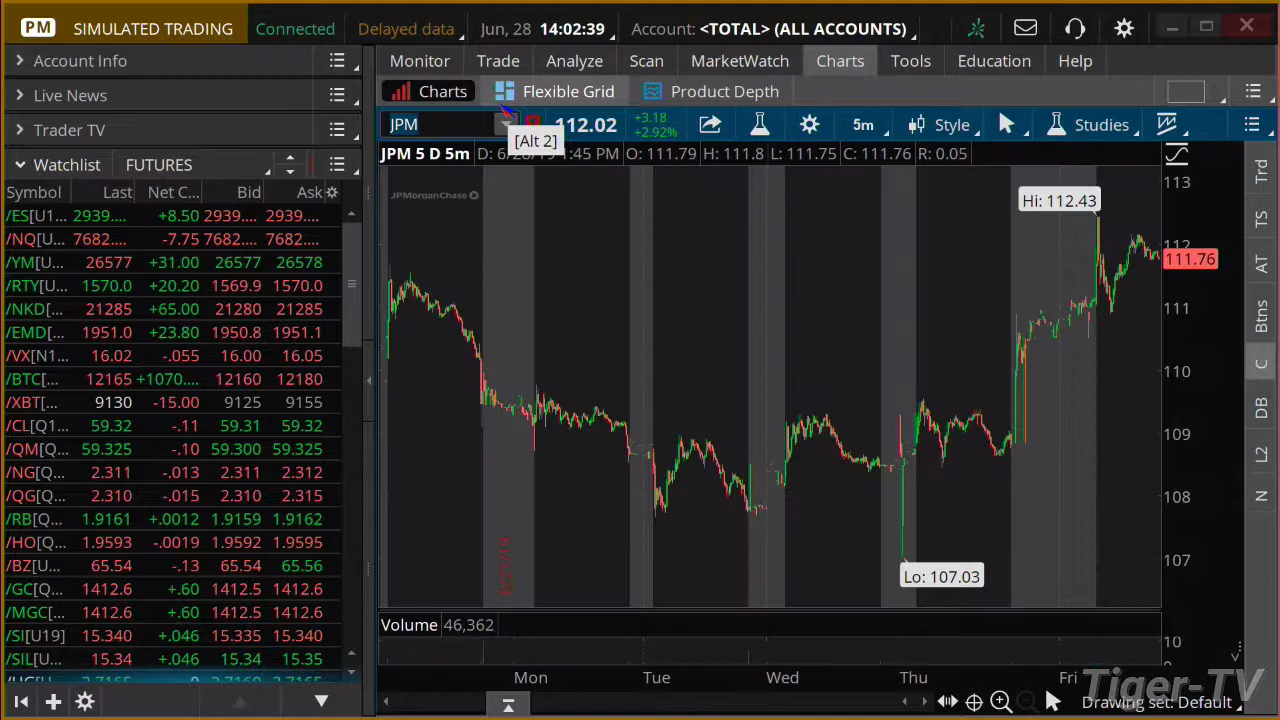 PM SIMULATED TRADING Connected Delayed data Jun, 28 14:02:39 Account: <TOTAL> (ALL ACCOUNTS)
Account Info
Live News
Trader TV
Watchlist FUTURES
Monitor Trade Analyze Scan MarketWatch Charts Tools Education Help
Charts Flexible Grid Product Depth
JPM 112.02 +3.18 +2.92% 5m Style Studies
[Alt 2]
JPM 5 D 5m D: 6/28/19 1:45 PM O: 111.79 H: 111.8 L: 111.75 C: 111.76 R: 0.05
JPMorganChase
Symbol Last Net C... Bid Ask
/ES[U1... 2939.... +8.50 2939.... 2939....
/NQ[U... 7682.... -7.75 7682.... 7682....
/YM[U... 26577 +31.00 26577 26578
/RTY[U... 1570.0 +20.20 1569.9 1570.0
/NKD[U... 21285 +65.00 21280 21285
/EMD[U... 1951.0 +23.80 1950.8 1951.1
/VX[N1... 16.02 -.055 16.00 16.05
/BTC[... 12165 +1070.... 12160 12180
/XBT[... 9130 -15.00 9125 9155
/CL[Q1... 59.32 -.11 59.31 59.32
/QM[U... 59.325 -.10 59.300 59.325
/NG[Q... 2.311 -.013 2.311 2.312
/QG[Q... 2.310 -.015 2.310 2.315
/RB[Q... 1.9161 +.0012 1.9159 1.9162
/HO[Q... 1.9593 -.0019 1.9592 1.9595
/BZ[U... 65.54 -.13 65.54 65.56
/GC[Q... 1412.6 +.60 1412.5 1412.6
/MGC[... 1412.6 +.60 1412.5 1412.6
/SI[U19] 15.340 +.046 15.335 15.340
/SIL[U... 15.34 +.046 15.34 15.35
Hi: 112.43
Lo: 107.03
113
112
111.76
111
110
109
108
107
Volume 46,362
10
Mon Tue Wed Thu Fri
Trd
TS
AT
Btns
C
DB
L2
N
Drawing set: Default
Tiger-TV